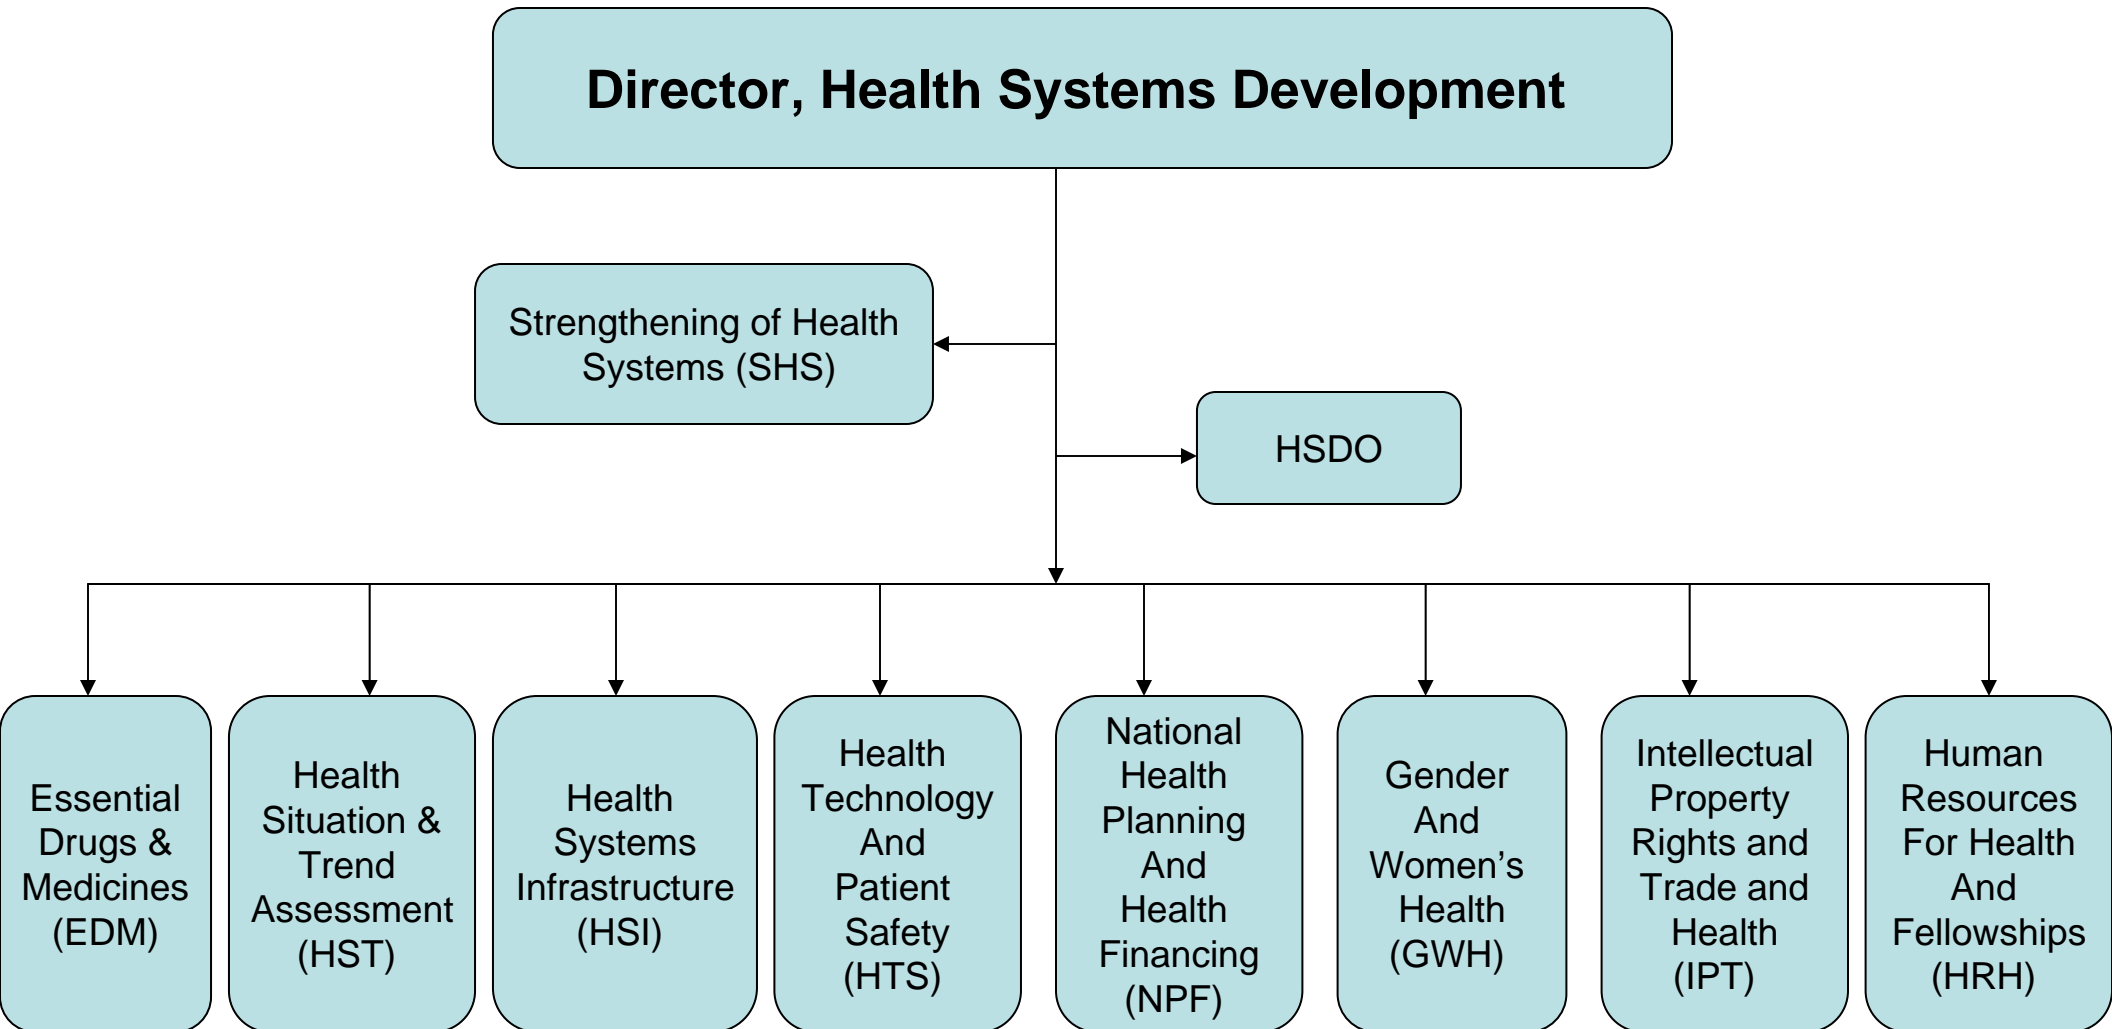 Director, Health Systems Development
Strengthening of Health
Systems (SHS)
HSDO
Essential
Drugs &
Medicines
(EDM)
Health
Situation &
Trend
Assessment
(HST)
Health
Systems
Infrastructure
(HSI)
Health
Technology
And
Patient
Safety
(HTS)
National
Health
Planning
And
Health
Financing
(NPF)
Gender
And
Women’s
Health
(GWH)
Intellectual
Property
Rights and
Trade and
Health
(IPT)
Human
Resources
For Health
And
Fellowships
(HRH)